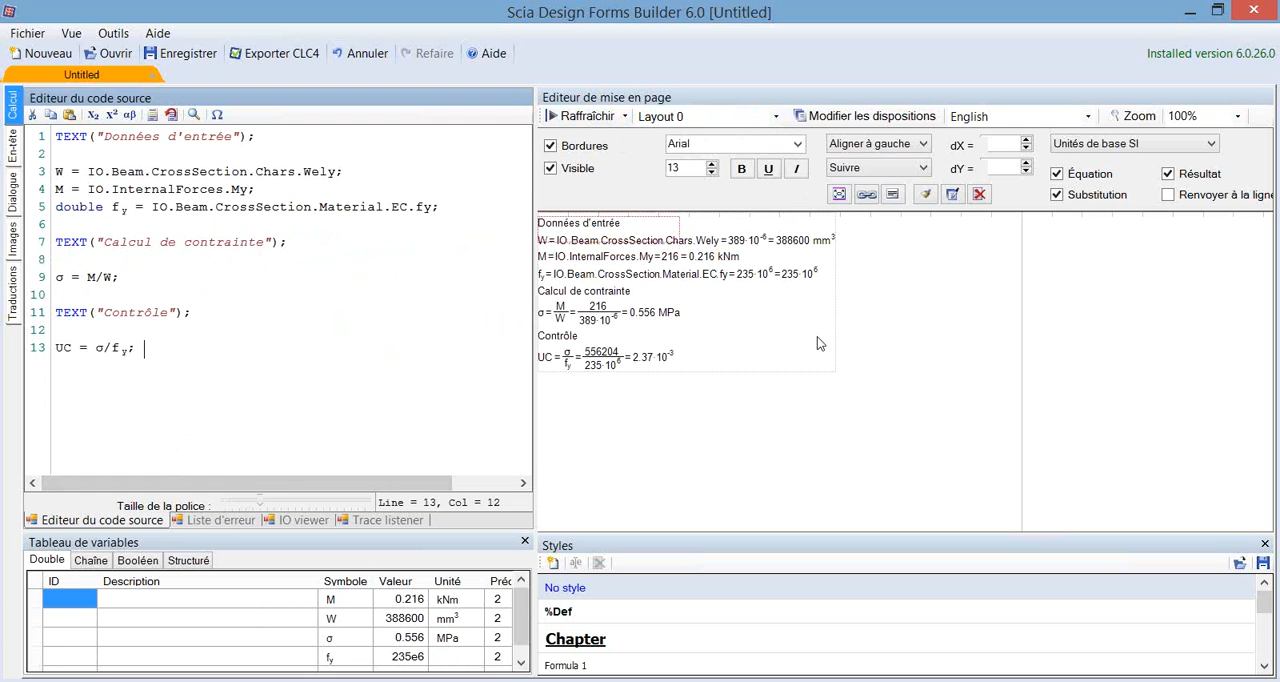 Scia Design Forms Builder 6.0 [Untitled]
Fichier Vue Outils Aide
Nouveau Ouvrir Enregistrer Exporter CLC4 Annuler Refaire Aide Installed version 6.0.26.0
Untitled
Calcul
En-tête
Dialogue
Images
Traductions
Editeur du code source
X₂ X² αβ Ω
1 TEXT("Données d'entrée");
2
3 W = IO.Beam.CrossSection.Chars.Wely;
4 M = IO.InternalForces.My;
5 double fy = IO.Beam.CrossSection.Material.EC.fy;
6
7 TEXT("Calcul de contrainte");
8
9 σ = M/W;
10
11 TEXT("Contrôle");
12
13 UC = σ/fy;
Taille de la police : Line = 13, Col = 12
Editeur du code source Liste d'erreur IO viewer Trace listener
Tableau de variables
Double Chaîne Booléen Structuré
ID Description Symbole Valeur Unité Préc
M 0.216 kNm 2
W 388600 mm³ 2
σ 0.556 MPa 2
fy 235e6 2
Editeur de mise en page
Raffraîchir Layout 0 Modifier les dispositions English Zoom 100%
Bordures Arial Aligner à gauche dX = Unités de base SI
Visible 13 B U I Suivre dY = Équation Résultat
Substitution Renvoyer à la ligne
Données d'entrée
W=IO.Beam.CrossSection.Chars.Wely=389·10⁻⁶=388600 mm³
M=IO.InternalForces.My=216=0.216 kNm
fy=IO.Beam.CrossSection.Material.EC.fy=235·10⁶=235·10⁶
Calcul de contrainte
σ=M/W=216/389·10⁻⁶=0.556 MPa
Contrôle
UC=σ/fy=556204/235·10⁶=2.37·10⁻³
Styles
No style
%Def
Chapter
Formula 1